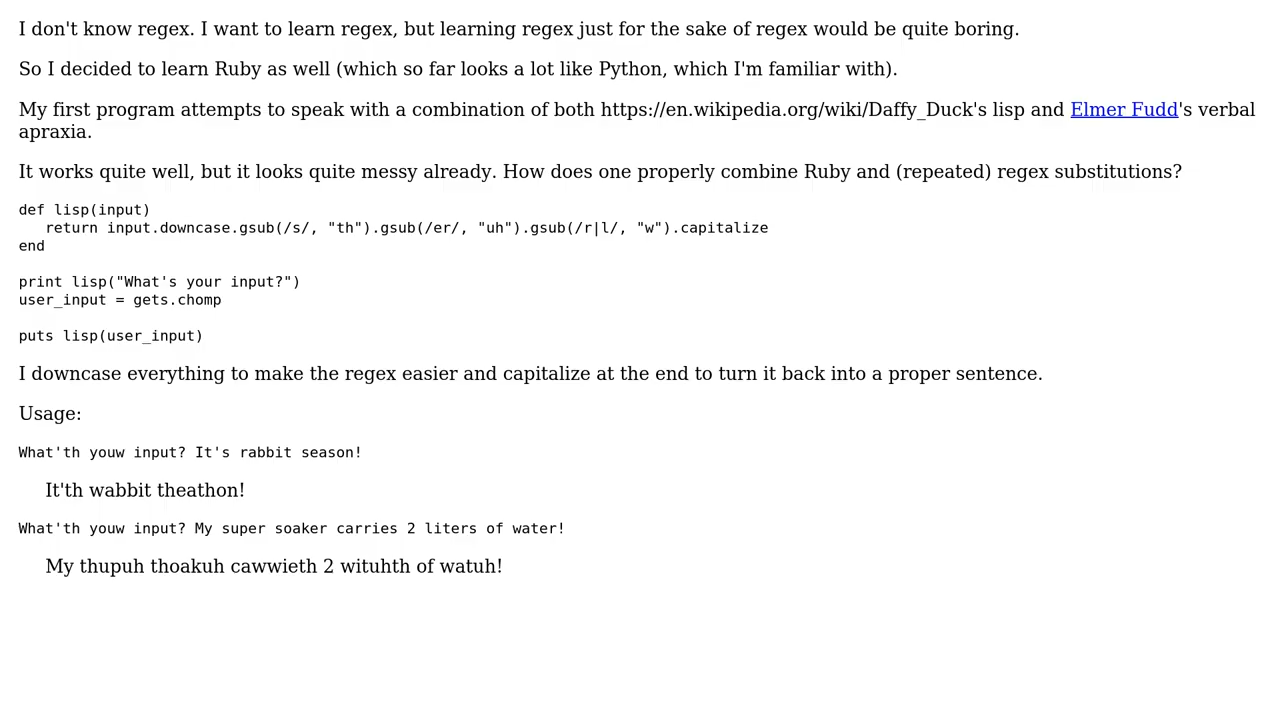 I don't know regex. I want to learn regex, but learning regex just for the sake of regex would be quite boring.
So I decided to learn Ruby as well (which so far looks a lot like Python, which I'm familiar with).
My first program attempts to speak with a combination of both https://en.wikipedia.org/wiki/Daffy_Duck's lisp and Elmer Fudd's verbal
apraxia.
It works quite well, but it looks quite messy already. How does one properly combine Ruby and (repeated) regex substitutions?
def lisp(input)
   return input.downcase.gsub(/s/, "th").gsub(/er/, "uh").gsub(/r|l/, "w").capitalize
end
print lisp("What's your input?")
user_input = gets.chomp
puts lisp(user_input)
I downcase everything to make the regex easier and capitalize at the end to turn it back into a proper sentence.
Usage:
What'th youw input? It's rabbit season!
It'th wabbit theathon!
What'th youw input? My super soaker carries 2 liters of water!
My thupuh thoakuh cawwieth 2 wituhth of watuh!